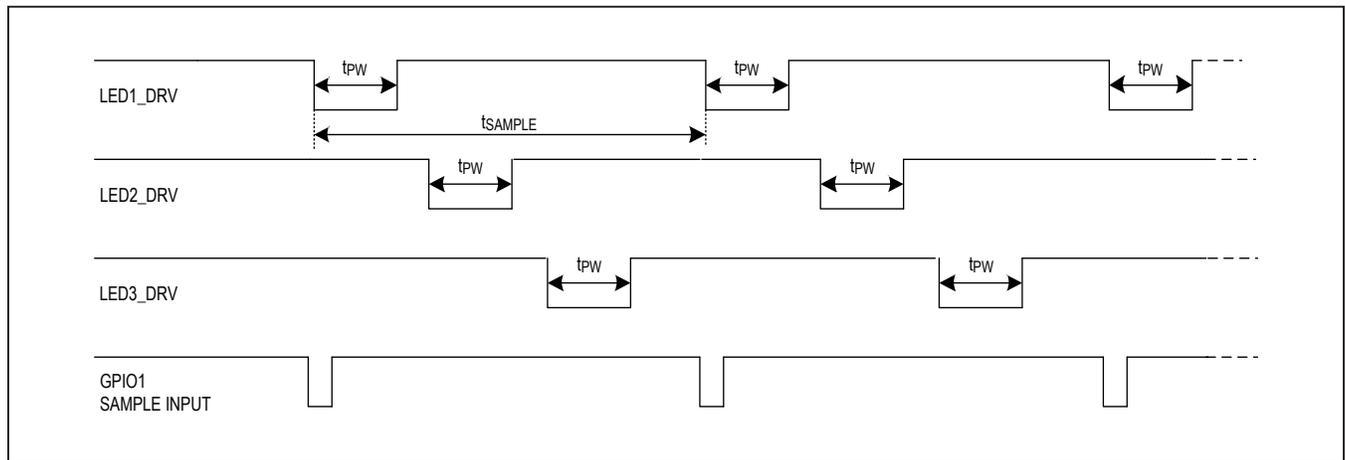 tPW
tPW
tPW
LED1_DRV
tSAMPLE
tPW
tPW
LED2_DRV
tPW
tPW
LED3_DRV
GPIO1
SAMPLE INPUT